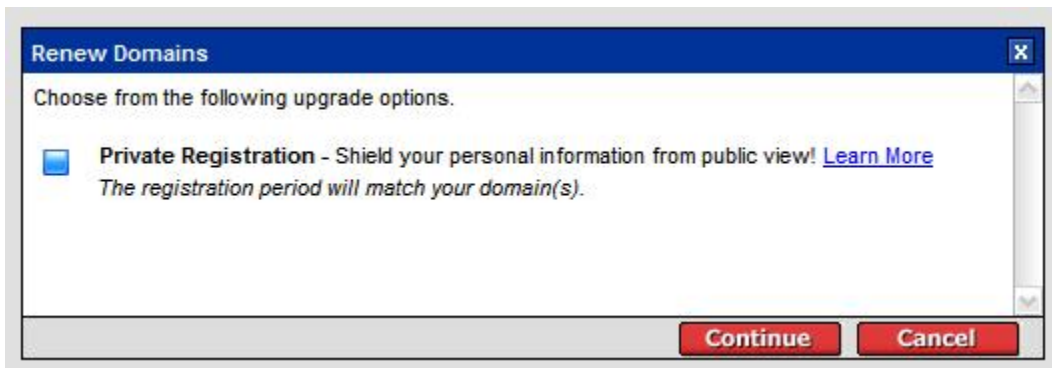 Renew Domains
x
Choose from the following upgrade options.
Private Registration - Shield your personal information from public view! Learn More
The registration period will match your domain(s).
Continue Cancel